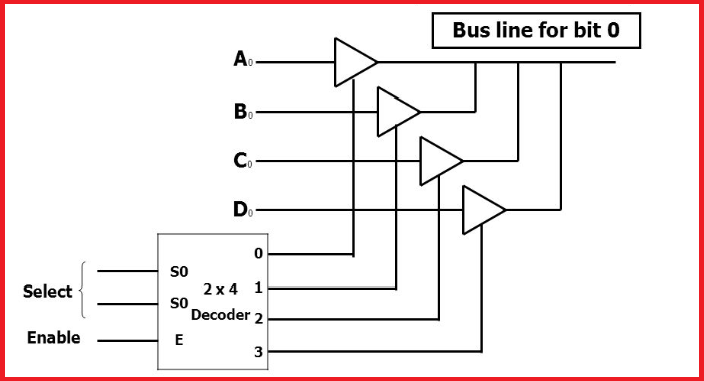 Bus line for bit 0
A0
B0
C0
D0
0
S0
Select
2 x 4
1
S0
Decoder
2
Enable
E
3